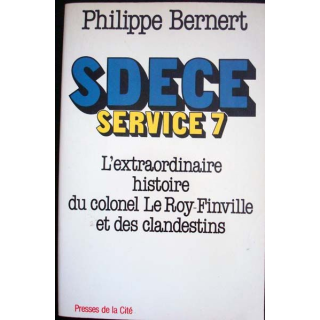 Philippe Bernert
SDECE
SERVICE 7
L'extraordinaire
histoire
du colonel Le Roy-Finville
et des clandestins
Presses de la Cité